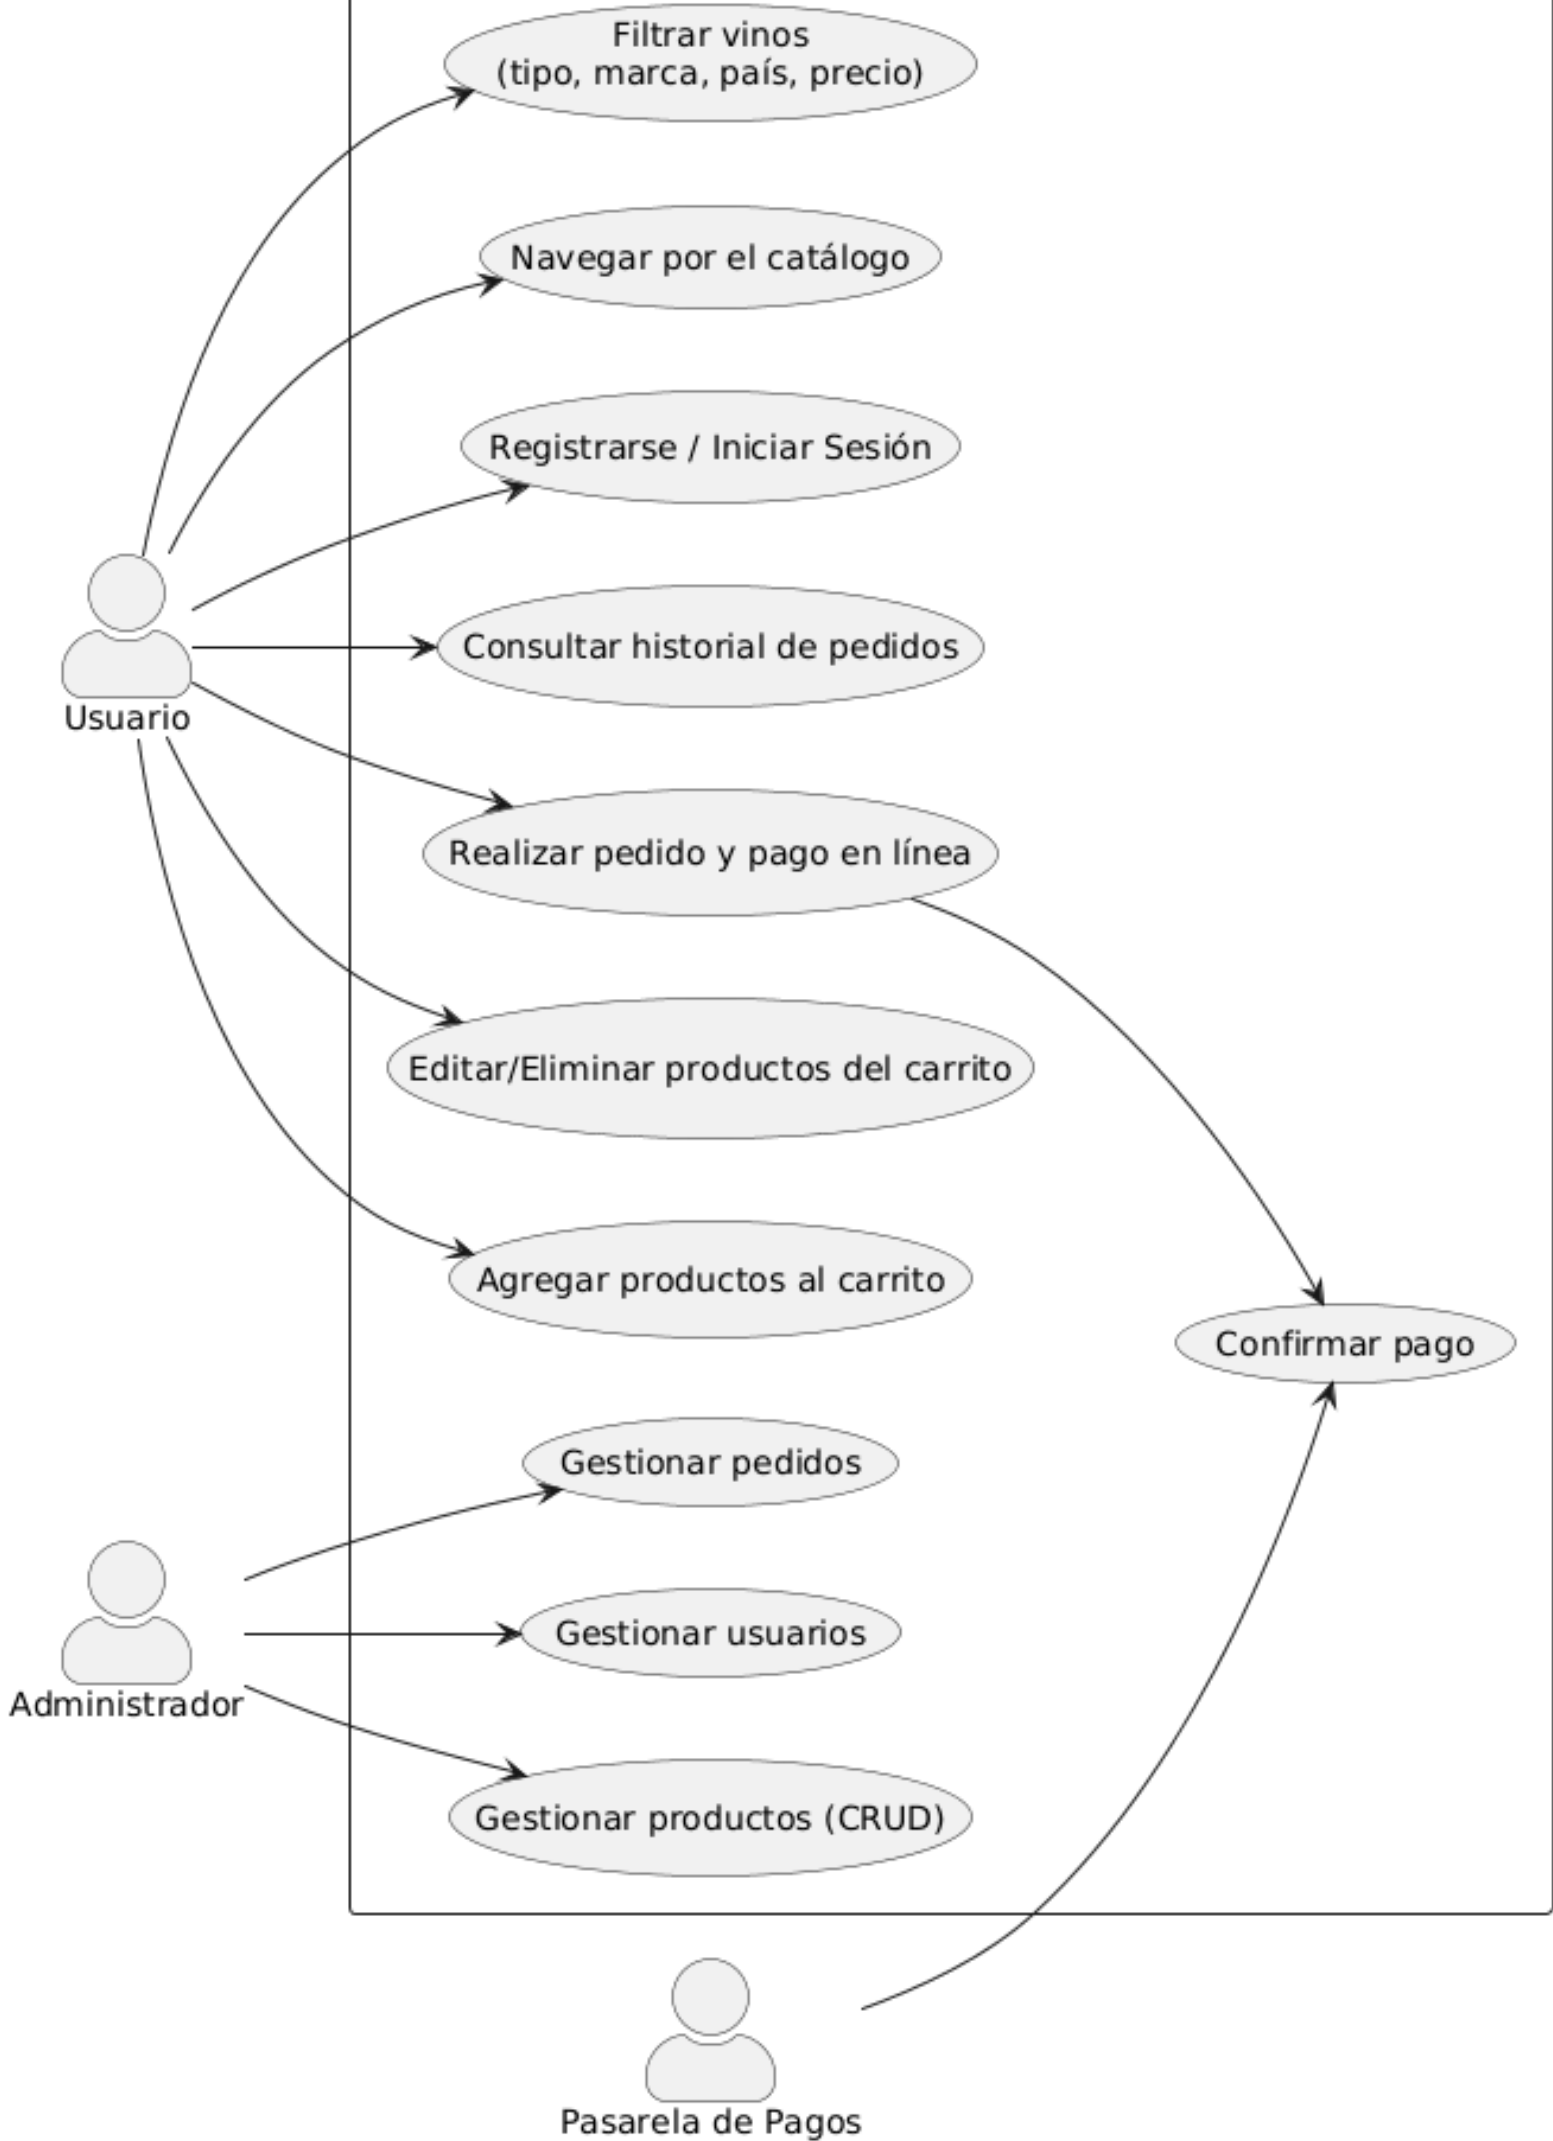 Filtrar vinos
(tipo, marca, país, precio)
Navegar por el catálogo
Registrarse / Iniciar Sesión
Consultar historial de pedidos
Usuario
Realizar pedido y pago en línea
Editar/Eliminar productos del carrito
Agregar productos al carrito
Confirmar pago
Gestionar pedidos
Gestionar usuarios
Administrador
Gestionar productos (CRUD)
Pasarela de Pagos